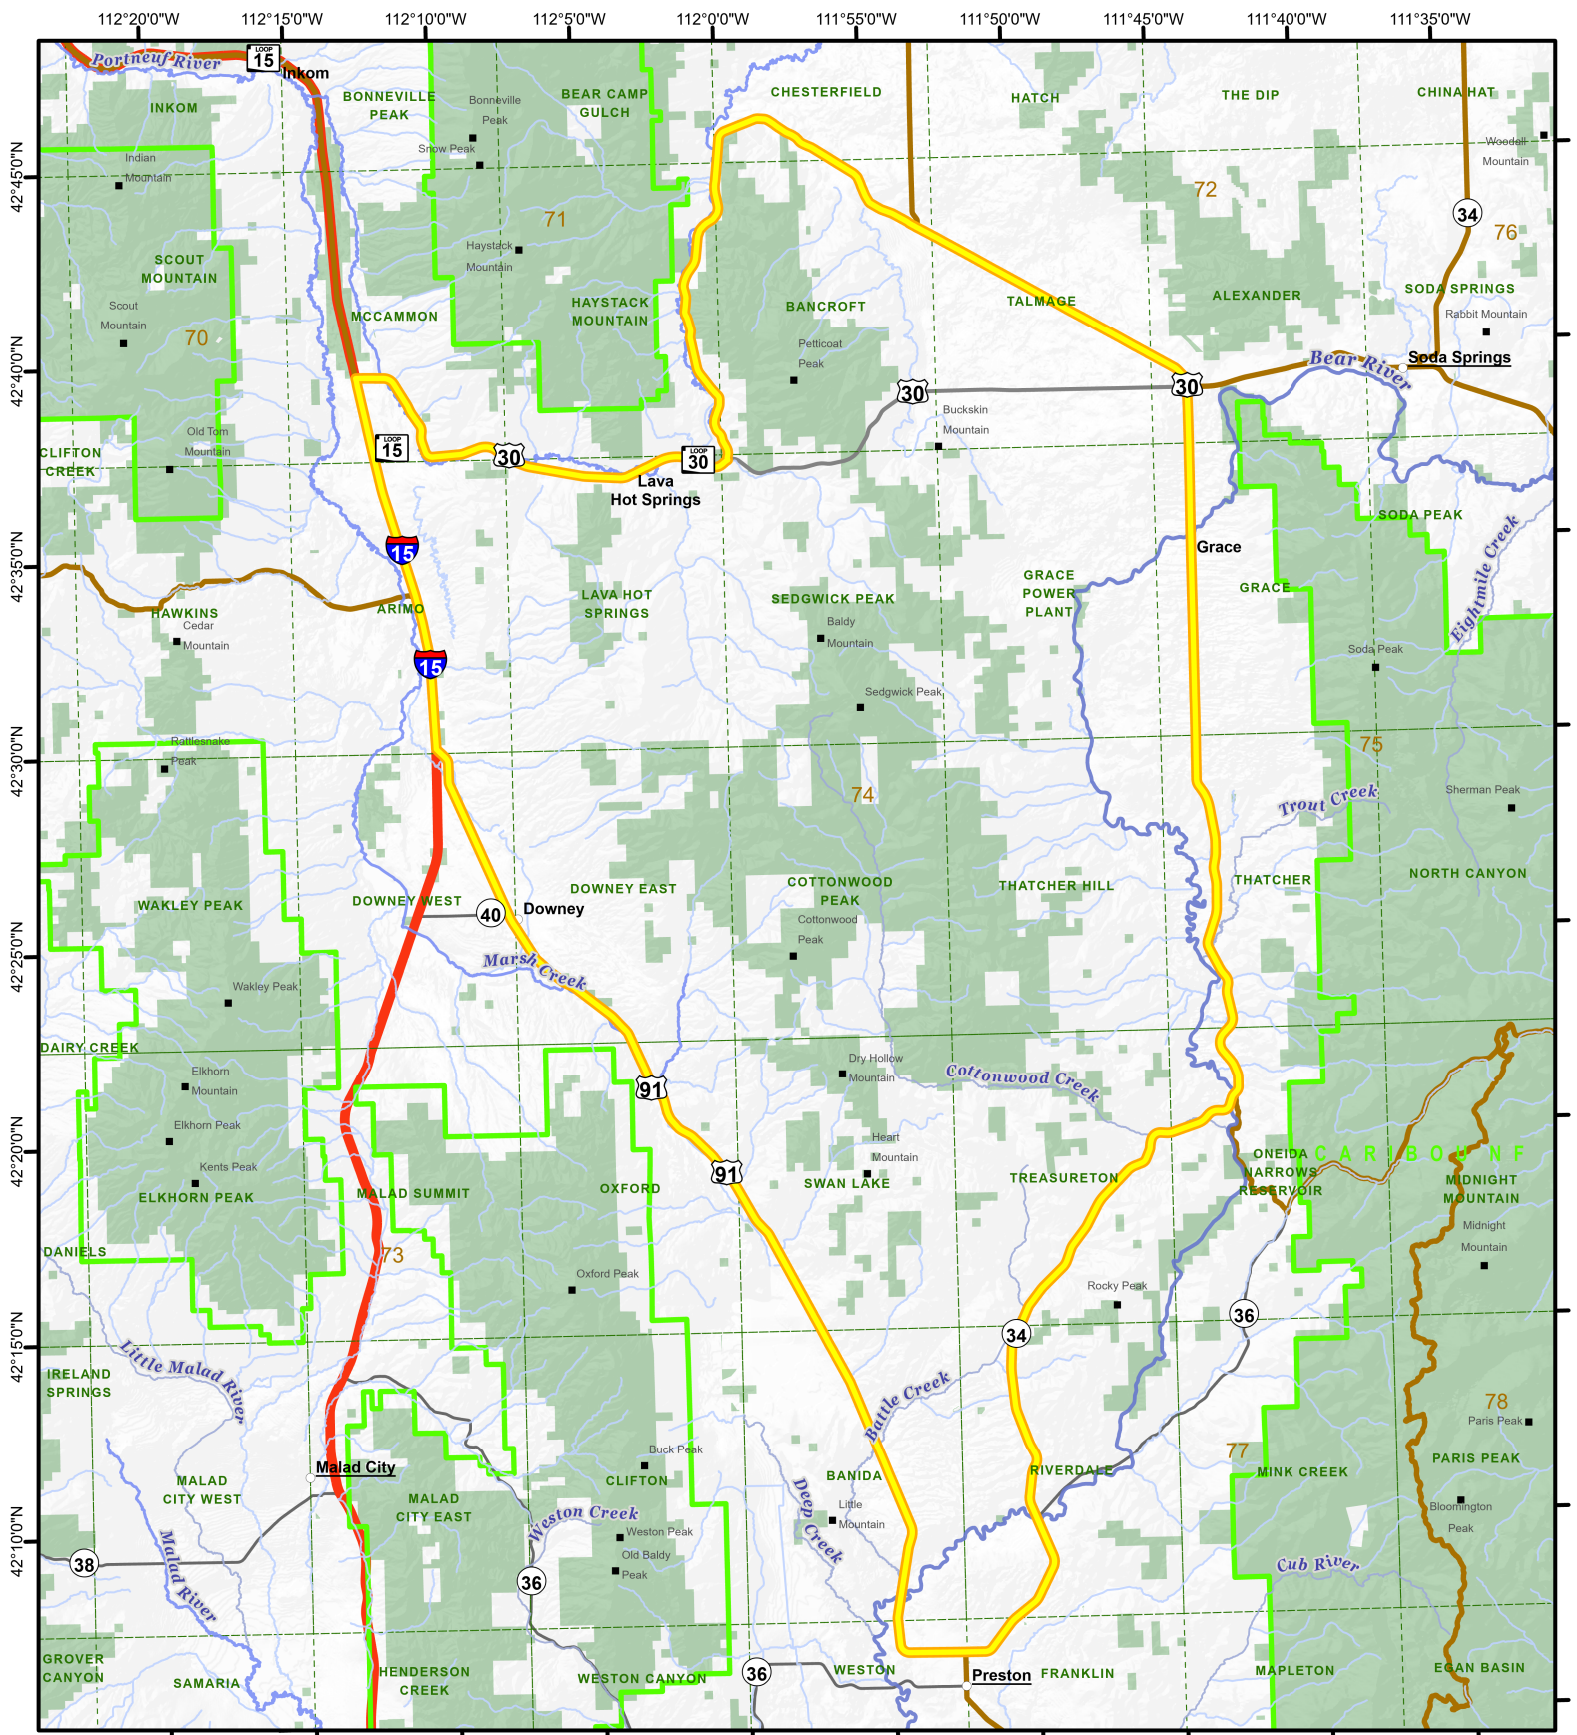 112°20'0"W
112°15'0"W
112°10'0"W
112°5'0"W
112°0'0"W
111°55'0"W
111°50'0"W
111°45'0"W
111°40'0"W
111°35'0"W
42°45'0"N
42°40'0"N
42°35'0"N
42°30'0"N
42°25'0"N
42°20'0"N
42°15'0"N
42°10'0"N
Portneuf River
LOOP
15
Inkom
INKOM
BONNEVILLE
PEAK
Bonneville
Peak
Snow Peak
BEAR CAMP
GULCH
CHESTERFIELD
HATCH
THE DIP
CHINA HAT
Woodall
Mountain
Indian
Mountain
71
72
34
76
SCOUT
MOUNTAIN
Haystack
Mountain
HAYSTACK
MOUNTAIN
Scout
Mountain
70
MCCAMMON
BANCROFT
Petticoat
Peak
TALMAGE
ALEXANDER
SODA SPRINGS
Rabbit Mountain
Bear River
Soda Springs
30
30
Buckskin
Mountain
CLIFTON
CREEK
Old Tom
Mountain
LOOP
15
30
LOOP
30
Lava
Hot Springs
SODA PEAK
Eightmile Creek
15
Grace
GRACE
HAWKINS
Cedar
Mountain
ARIMO
LAVA HOT
SPRINGS
SEDGWICK PEAK
Baldy
Mountain
GRACE
POWER
PLANT
15
Soda Peak
Sedgwick Peak
Rattlesnake
Peak
74
75
Trout Creek
Sherman Peak
WAKLEY PEAK
DOWNEY WEST
40
Downey
DOWNEY EAST
COTTONWOOD
PEAK
Cottonwood
Peak
THATCHER HILL
THATCHER
NORTH CANYON
Marsh Creek
Wakley Peak
DAIRY CREEK
Elkhorn
Mountain
91
Dry Hollow
Mountain
Cottonwood Creek
Elkhorn Peak
Kents Peak
ELKHORN PEAK
MALAD SUMMIT
OXFORD
91
Heart
Mountain
SWAN LAKE
TREASURETON
ONEIDA
NARROWS
RESERVOIR
CARIBOU NF
MIDNIGHT
MOUNTAIN
Midnight
Mountain
DANIELS
73
Oxford Peak
Rocky Peak
36
34
Little Malad River
IRELAND
SPRINGS
Battle Creek
78
Paris Peak
Malad City
MALAD
CITY WEST
MALAD
CITY EAST
Duck Peak
CLIFTON
BANIDA
Little
Mountain
Deep Creek
RIVERDALE
77
MINK CREEK
PARIS PEAK
Bloomington
Peak
Weston Creek
Weston Peak
Old Baldy
Peak
38
Malad River
36
Cub River
GROVER
CANYON
SAMARIA
HENDERSON
CREEK
WESTON CANYON
36
WESTON
Preston
FRANKLIN
MAPLETON
EGAN BASIN